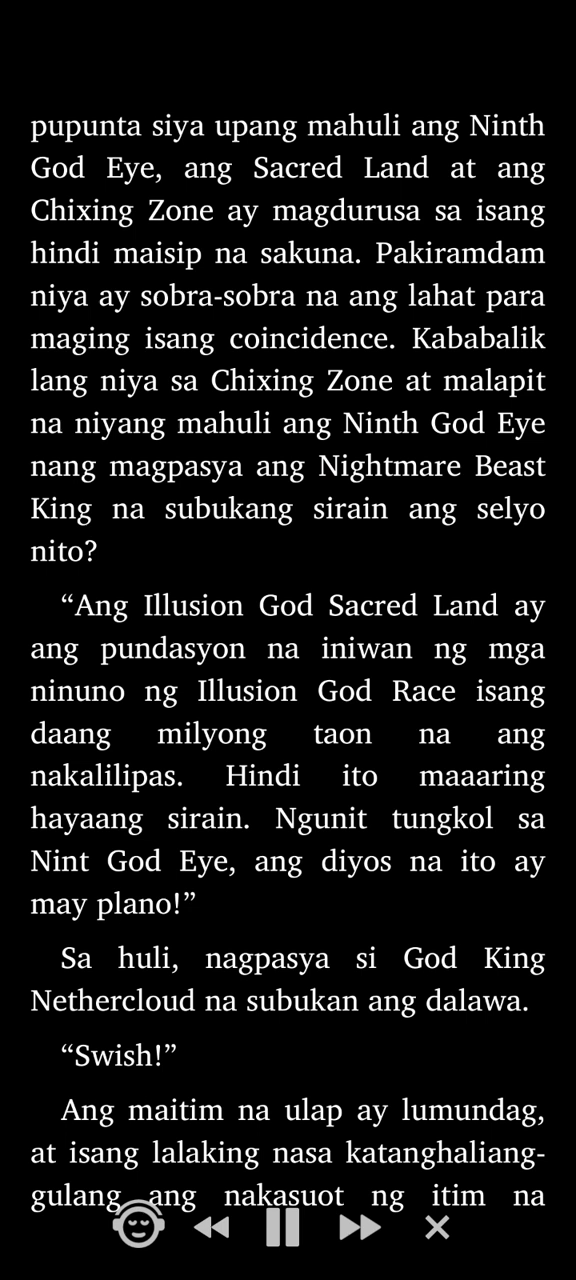 pupunta siya upang mahuli ang Ninth
God Eye, ang Sacred Land at ang
Chixing Zone ay magdurusa sa isang
hindi maisip na sakuna. Pakiramdam
niya ay sobra-sobra na ang lahat para
maging isang coincidence. Kababalik
lang niya sa Chixing Zone at malapit
na niyang mahuli ang Ninth God Eye
nang magpasya ang Nightmare Beast
King na subukang sirain ang selyo
nito?
“Ang Illusion God Sacred Land ay
ang pundasyon na iniwan ng mga
ninuno ng Illusion God Race isang
daang milyong taon na ang
nakalilipas. Hindi ito maaaring
hayaang sirain. Ngunit tungkol sa
Nint God Eye, ang diyos na ito ay
may plano!”
Sa huli, nagpasya si God King
Nethercloud na subukan ang dalawa.
“Swish!”
Ang maitim na ulap ay lumundag,
at isang lalaking nasa katanghaliang-
gulang ang nakasuot ng itim na